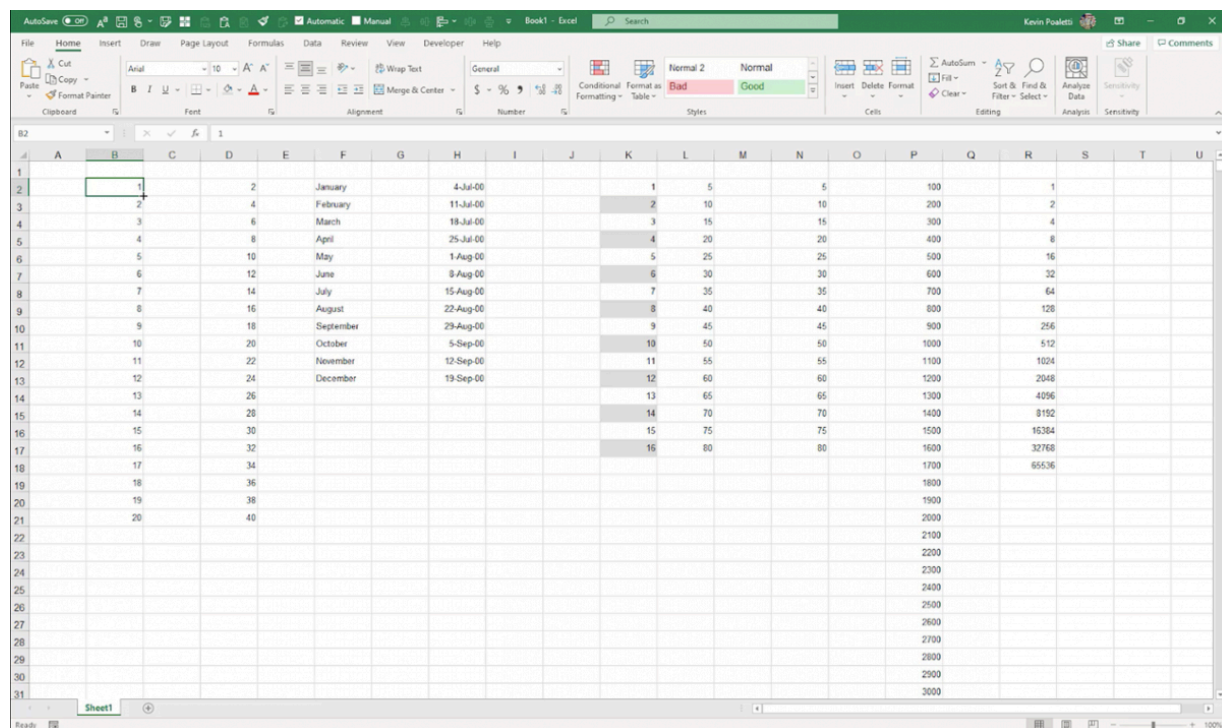 AutoSave Off Automatic Manual Book1 - Excel Search Kevin Poaletti
File Home Insert Draw Page Layout Formulas Data Review View Developer Help Share Comments
Cut Arial 10 Wrap Text General Normal 2 Normal AutoSum
Paste Copy Conditional Formatting Format as Table Bad Good Insert Delete Format Fill Sort & Filter Find & Select Analyze Data Sensitivity
Format Painter B I U Merge & Center $ % Clear
Clipboard Font Alignment Number Styles Cells Editing Analysis Sensitivity
B2 fx 1
A B C D E F G H I J K L M N O P Q R S T U
1
2 1 2 January 4-Jul-00 1 5 5 100 1
3 2 4 February 11-Jul-00 2 10 10 200 2
4 3 6 March 18-Jul-00 3 15 15 300 4
5 4 8 April 25-Jul-00 4 20 20 400 8
6 5 10 May 1-Aug-00 5 25 25 500 16
7 6 12 June 8-Aug-00 6 30 30 600 32
8 7 14 July 15-Aug-00 7 35 35 700 64
9 8 16 August 22-Aug-00 8 40 40 800 128
10 9 18 September 29-Aug-00 9 45 45 900 256
11 10 20 October 5-Sep-00 10 50 50 1000 512
12 11 22 November 12-Sep-00 11 55 55 1100 1024
13 12 24 December 19-Sep-00 12 60 60 1200 2048
14 13 26 13 65 65 1300 4096
15 14 28 14 70 70 1400 8192
16 15 30 15 75 75 1500 16384
17 16 32 16 80 80 1600 32768
18 17 34 1700 65536
19 18 36 1800
20 19 38 1900
21 20 40 2000
22 2100
23 2200
24 2300
25 2400
26 2500
27 2600
28 2700
29 2800
30 2900
31 3000
Sheet1
Ready 100%